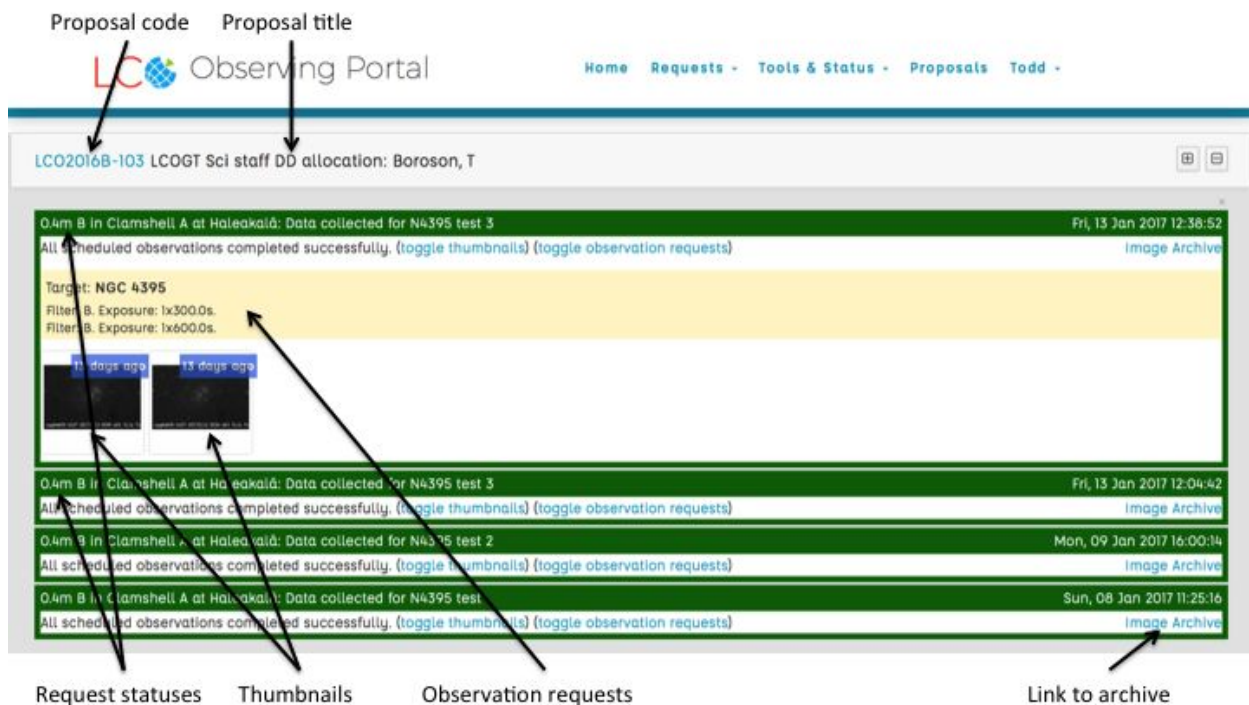 Proposal code Proposal title
LCO Observing Portal Home Requests Tools & Status Proposals Todd
LCO2016B-103 LCOGT Sci staff DD allocation: Boroson, T
x
0.4m B in Clamshell A at Haleakalā: Data collected for N4395 test 3 Fri, 13 Jan 2017 12:38:52
All scheduled observations completed successfully. (toggle thumbnails) (toggle observation requests) Image Archive
Target: NGC 4395
Filter: B. Exposure: 1x300.0s.
Filter: B. Exposure: 1x600.0s.
13 days ago 13 days ago
0.4m B in Clamshell A at Haleakalā: Data collected for N4395 test 3 Fri, 13 Jan 2017 12:04:42
All scheduled observations completed successfully. (toggle thumbnails) (toggle observation requests) Image Archive
0.4m B in Clamshell A at Haleakalā: Data collected for N4395 test 2 Mon, 09 Jan 2017 16:00:14
All scheduled observations completed successfully. (toggle thumbnails) (toggle observation requests) Image Archive
0.4m B in Clamshell A at Haleakalā: Data collected for N4395 test Sun, 08 Jan 2017 11:25:16
All scheduled observations completed successfully. (toggle thumbnails) (toggle observation requests) Image Archive
Request statuses Thumbnails Observation requests Link to archive